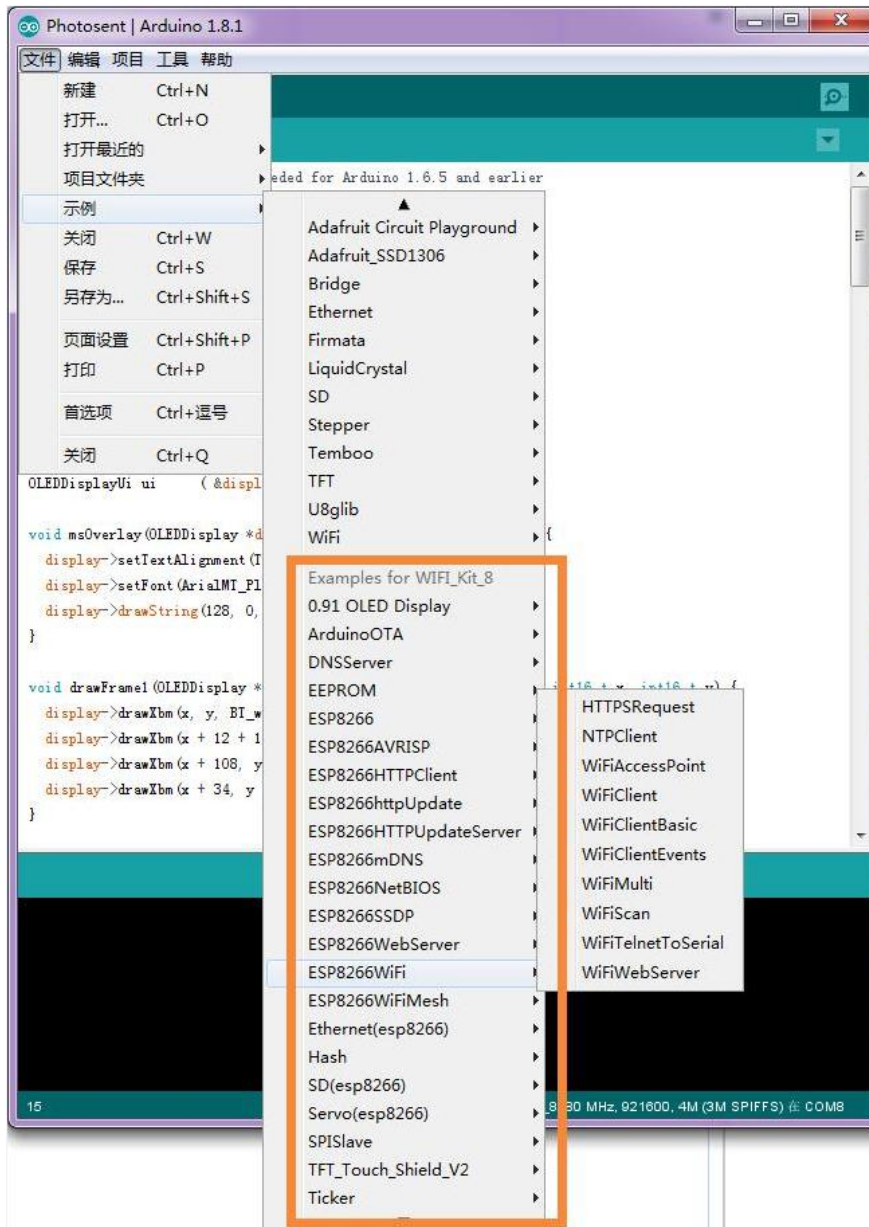 Photosent | Arduino 1.8.1
文件 编辑 项目 工具 帮助
新建 Ctrl+N
打开... Ctrl+O
打开最近的
项目文件夹
示例
关闭 Ctrl+W
保存 Ctrl+S
另存为... Ctrl+Shift+S
页面设置 Ctrl+Shift+P
打印 Ctrl+P
首选项 Ctrl+逗号
关闭 Ctrl+Q
eded for Arduino 1.6.5 and earlier
Adafruit Circuit Playground
Adafruit_SSD1306
Bridge
Ethernet
Firmata
LiquidCrystal
SD
Stepper
Temboo
TFT
U8glib
WiFi
Examples for WIFI_Kit_8
0.91 OLED Display
ArduinoOTA
DNSServer
EEPROM
ESP8266
ESP8266AVRISP
ESP8266HTTPClient
ESP8266httpUpdate
ESP8266HTTPUpdateServer
ESP8266mDNS
ESP8266NetBIOS
ESP8266SSDP
ESP8266WebServer
ESP8266WiFi
ESP8266WiFiMesh
Ethernet(esp8266)
Hash
SD(esp8266)
Servo(esp8266)
SPISlave
TFT_Touch_Shield_V2
Ticker
HTTPSRequest
NTPClient
WiFiAccessPoint
WiFiClient
WiFiClientBasic
WiFiClientEvents
WiFiMulti
WiFiScan
WiFiTelnetToSerial
WiFiWebServer
OLEDDisplayUi ui ( &displ
void msOverlay(OLEDDisplay *d {
display->setTextAlignment(T
display->setFont(ArialMT_Pl
display->drawString(128, 0,
}
void drawFrame1(OLEDDisplay * int16_t x, int16_t y) {
display->drawXbm(x, y, BI_w
display->drawXbm(x + 12 + 1
display->drawXbm(x + 108, y
display->drawXbm(x + 34, y
}
15 80 MHz, 921600, 4M (3M SPIFFS) 在 COM8